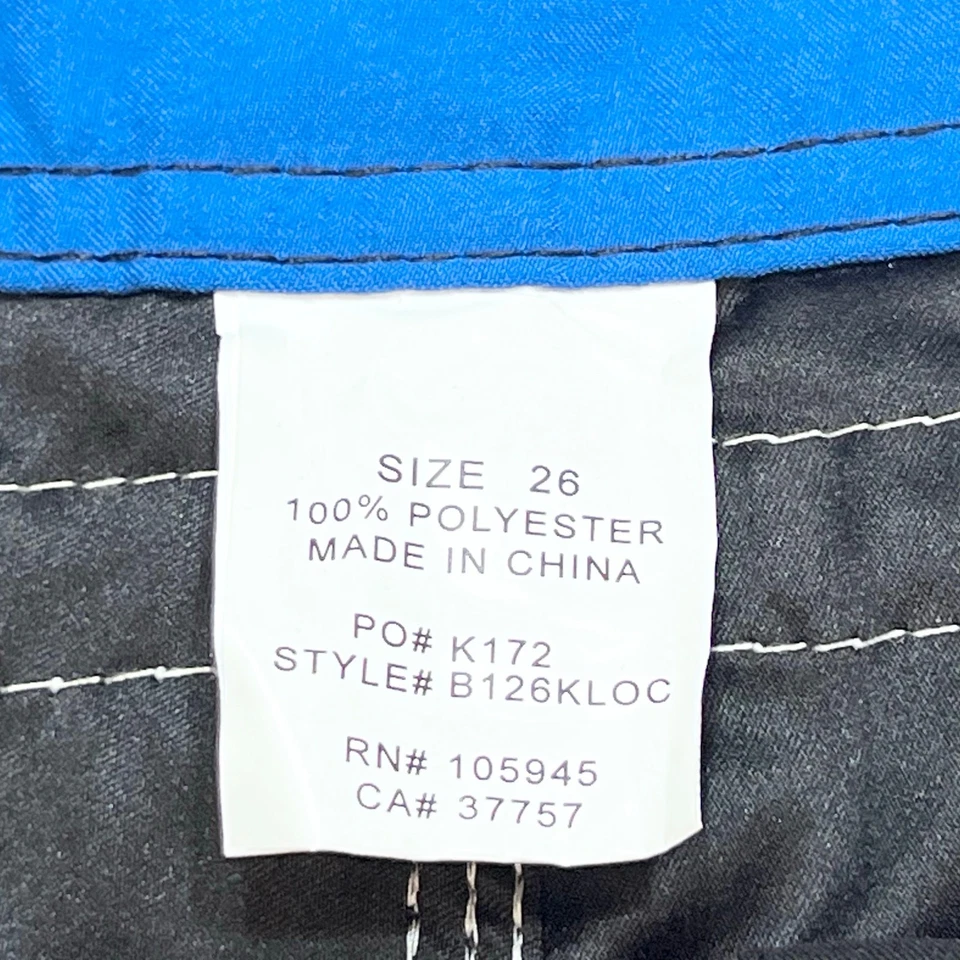 SIZE 26
100% POLYESTER
MADE IN CHINA
PO# K172
STYLE# B126KLOC
RN# 105945
CA# 37757